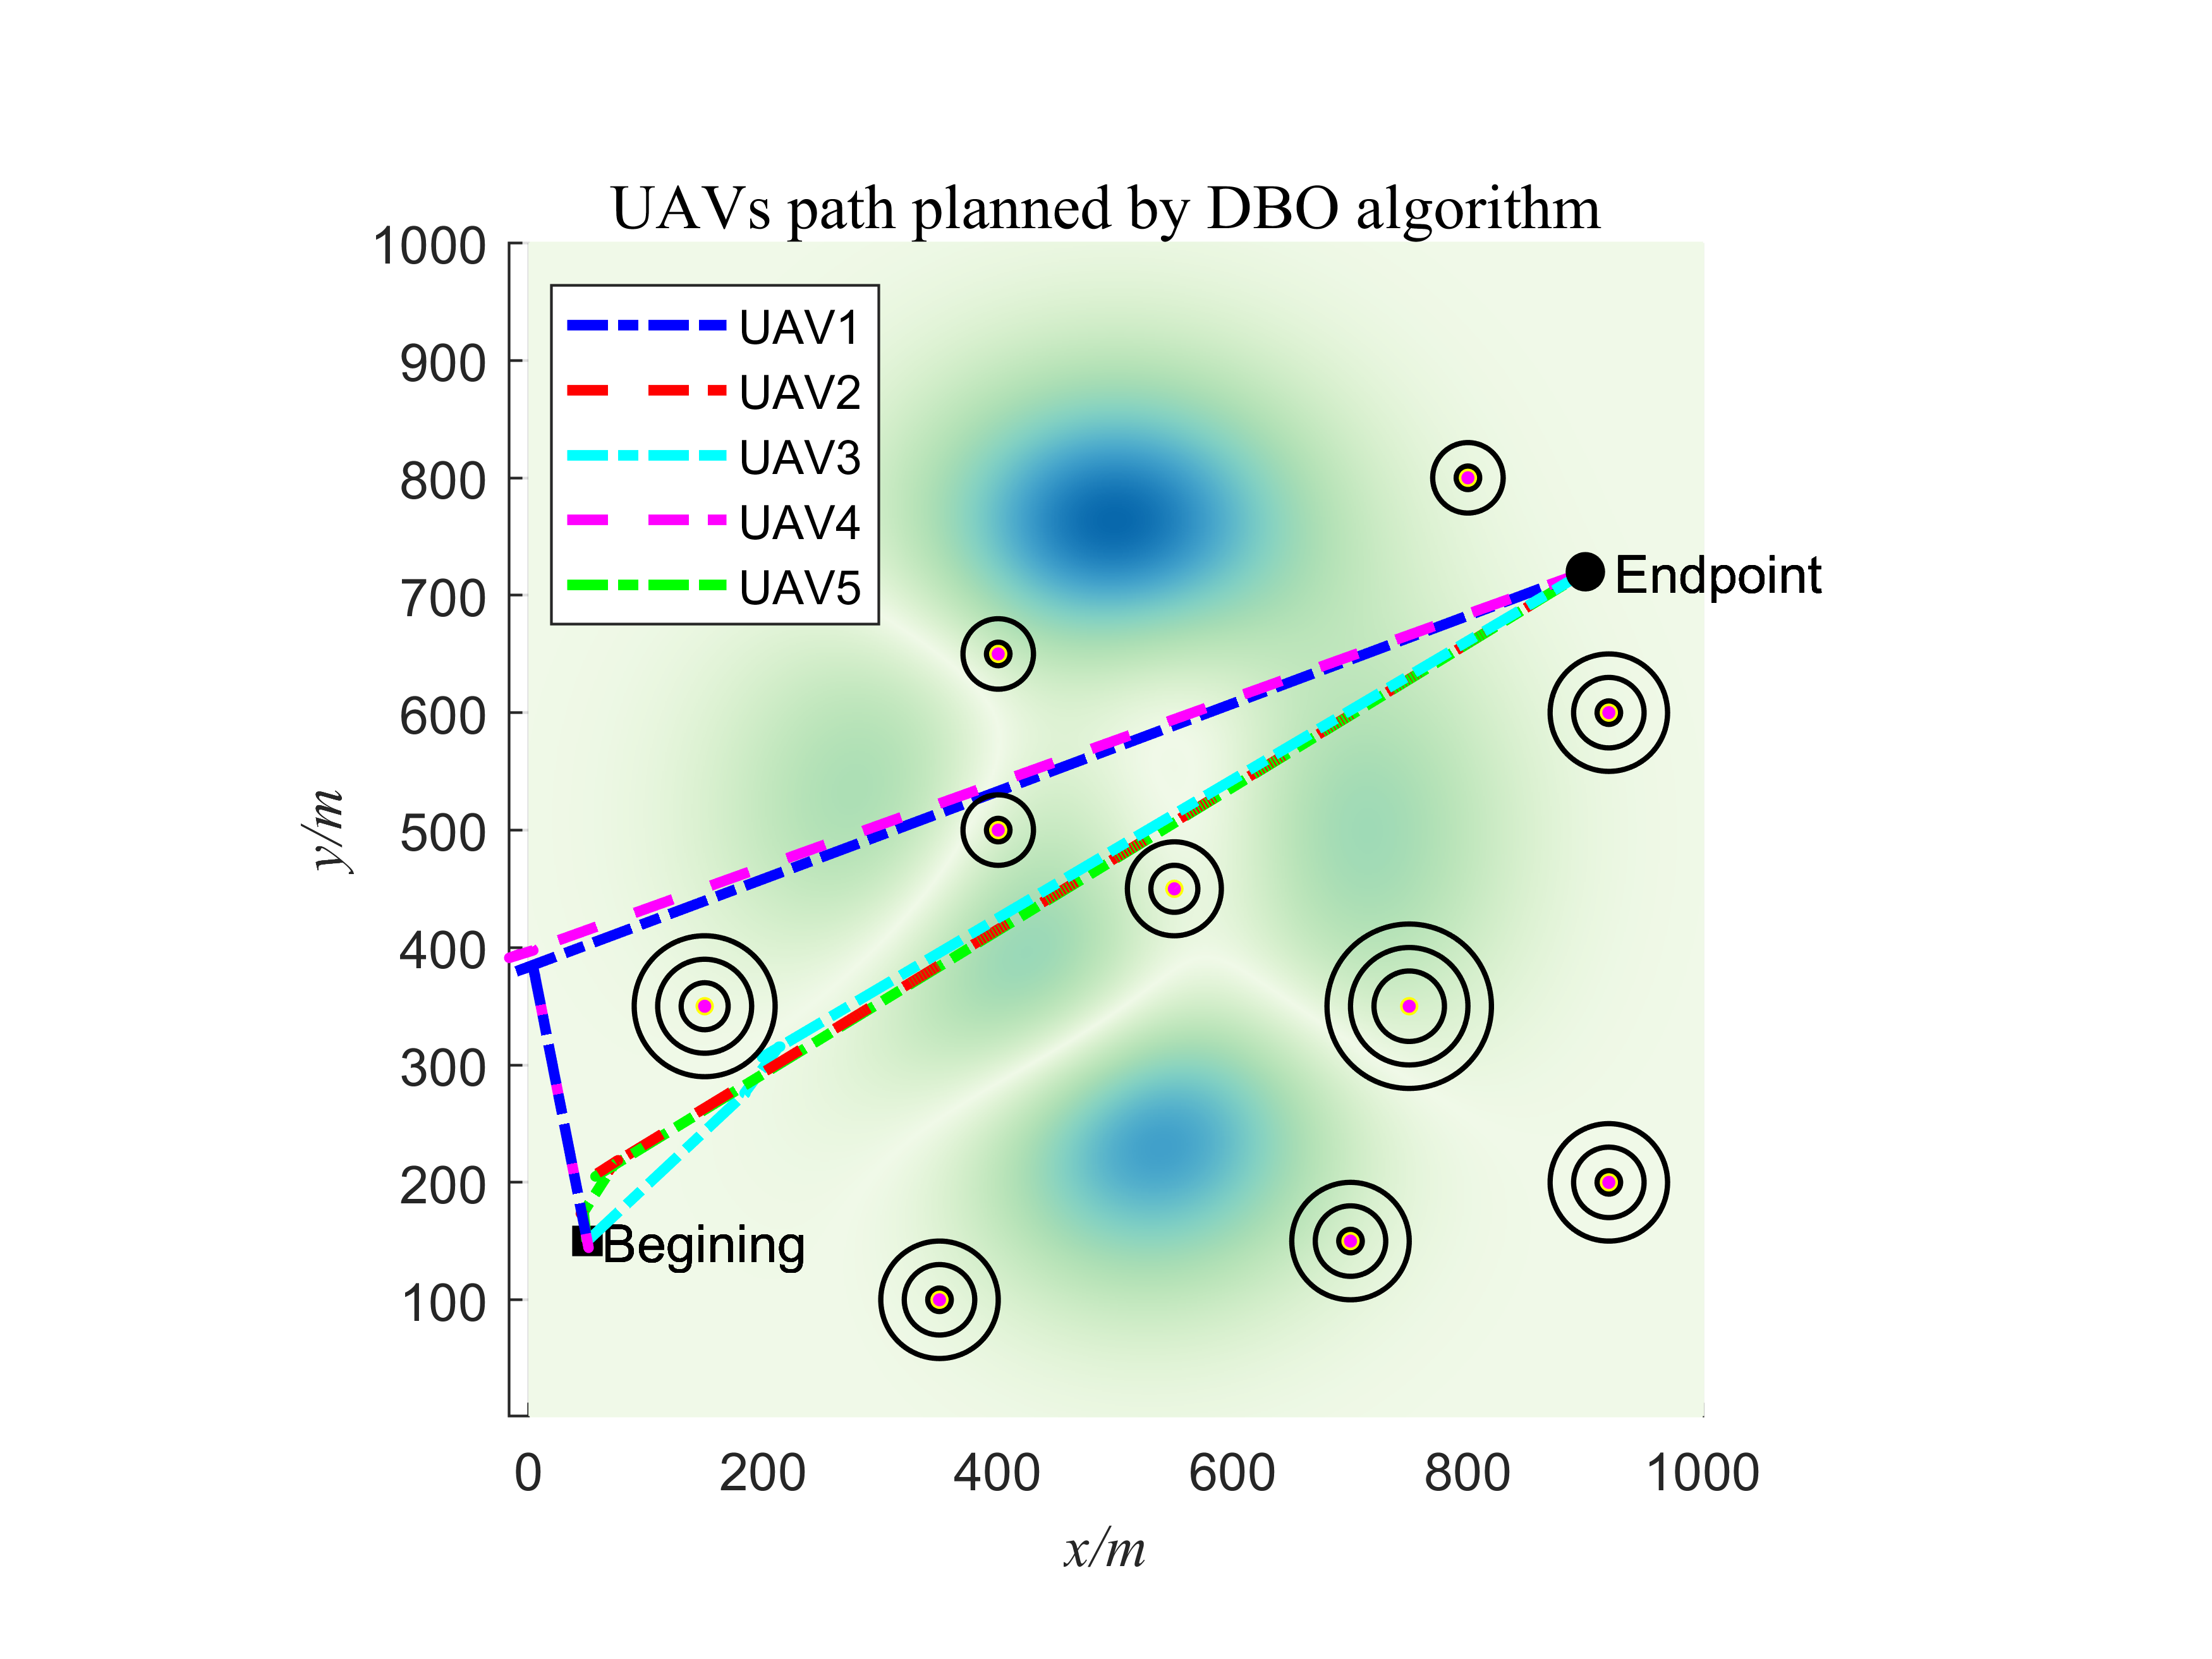 UAVs path planned by DBO algorithm
1000
900
800
700
600
500
400
300
200
100
y/m
UAV1
UAV2
UAV3
UAV4
UAV5
Endpoint
Begining
0 200 400 600 800 1000
x/m